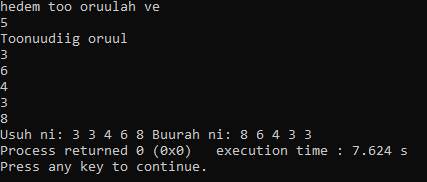 hedem too oruulah ve
5
Toonuudiig oruul
3
6
4
3
8
Usuh ni: 3 3 4 6 8 Buurah ni: 8 6 4 3 3
Process returned 0 (0x0)   execution time : 7.624 s
Press any key to continue.